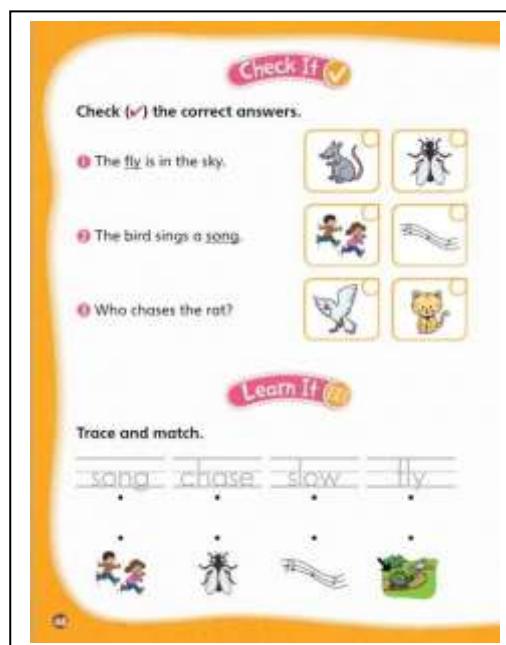 Check It
Check (✓) the correct answers.
1 The fly is in the sky.
2 The bird sings a song.
3 Who chases the rat?
Learn It
Trace and match.
song chase slow fly